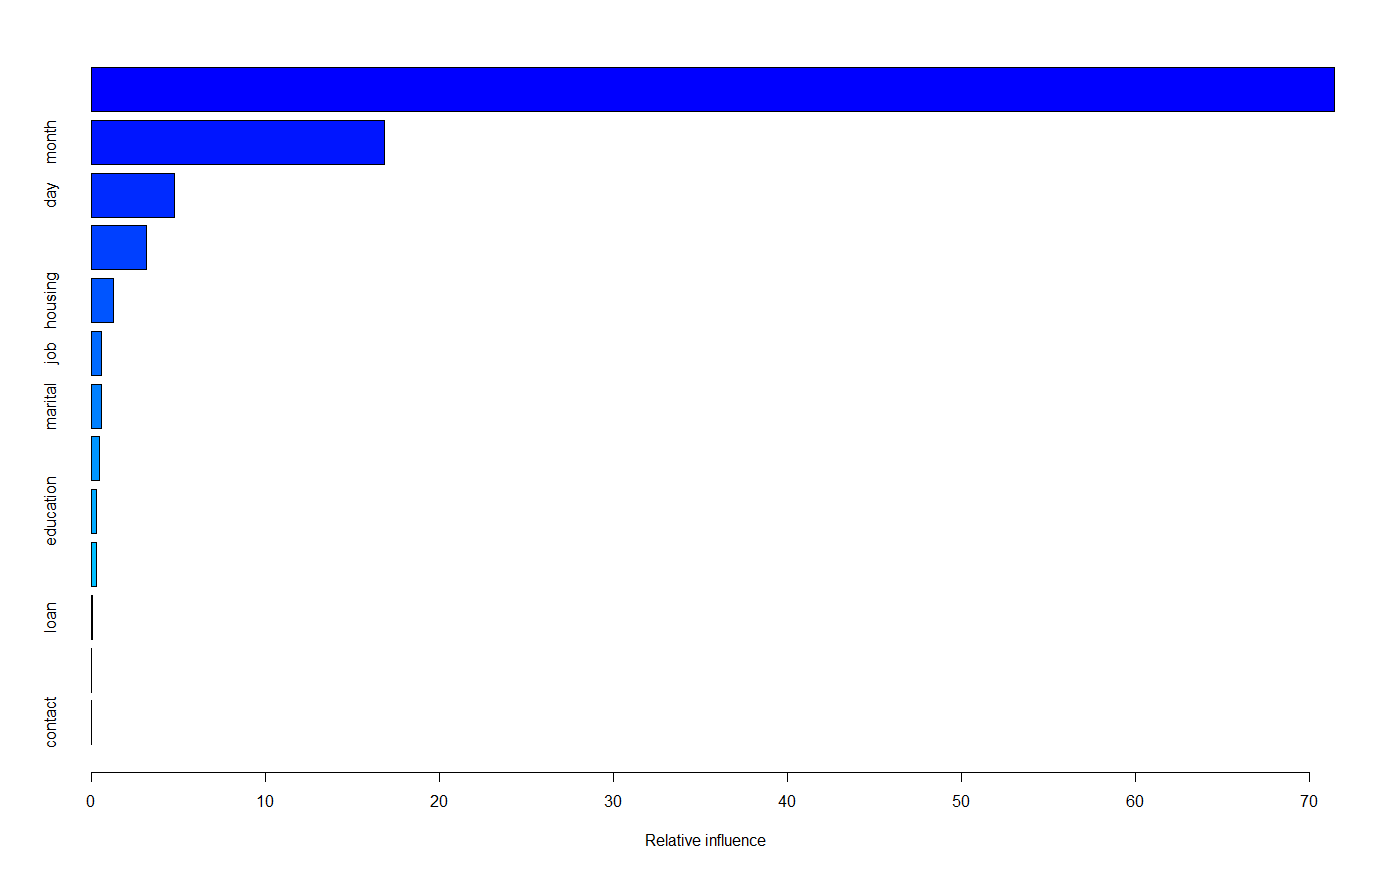 month
day
housing
job
marital
education
loan
contact
0 10 20 30 40 50 60 70
Relative influence